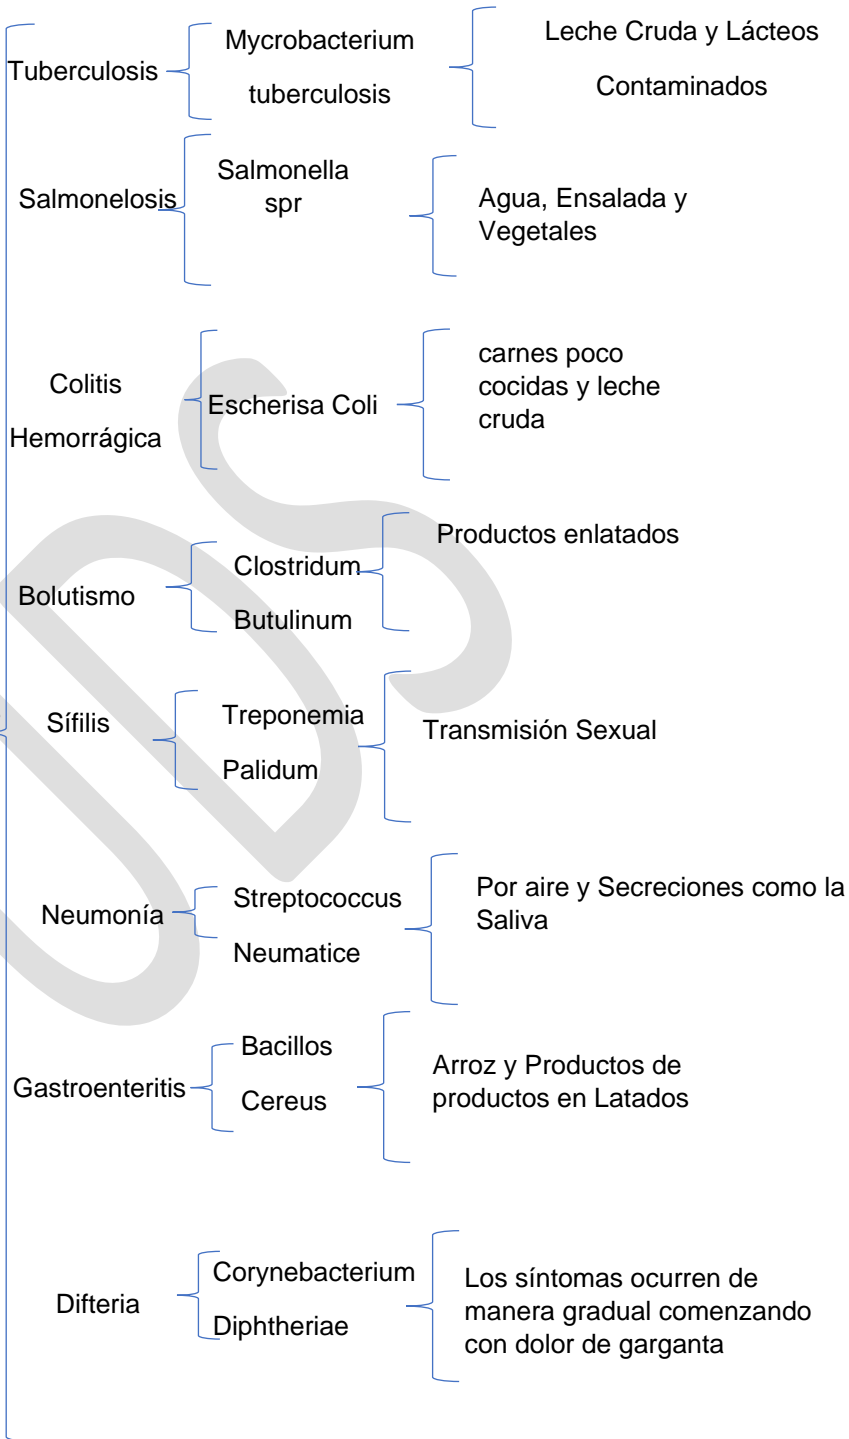 Tuberculosis
Mycrobacterium
tuberculosis
Leche Cruda y Lácteos
Contaminados
Salmonelosis
Salmonella
spr
Agua, Ensalada y
Vegetales
Colitis
Hemorrágica
Escherisa Coli
carnes poco
cocidas y leche
cruda
Bolutismo
Clostridum
Butulinum
Productos enlatados
Sífilis
Treponemia
Palidum
Transmisión Sexual
Neumonía
Streptococcus
Neumatice
Por aire y Secreciones como la
Saliva
Gastroenteritis
Bacillos
Cereus
Arroz y Productos de
productos en Latados
Difteria
Corynebacterium
Diphtheriae
Los síntomas ocurren de
manera gradual comenzando
con dolor de garganta
UDS